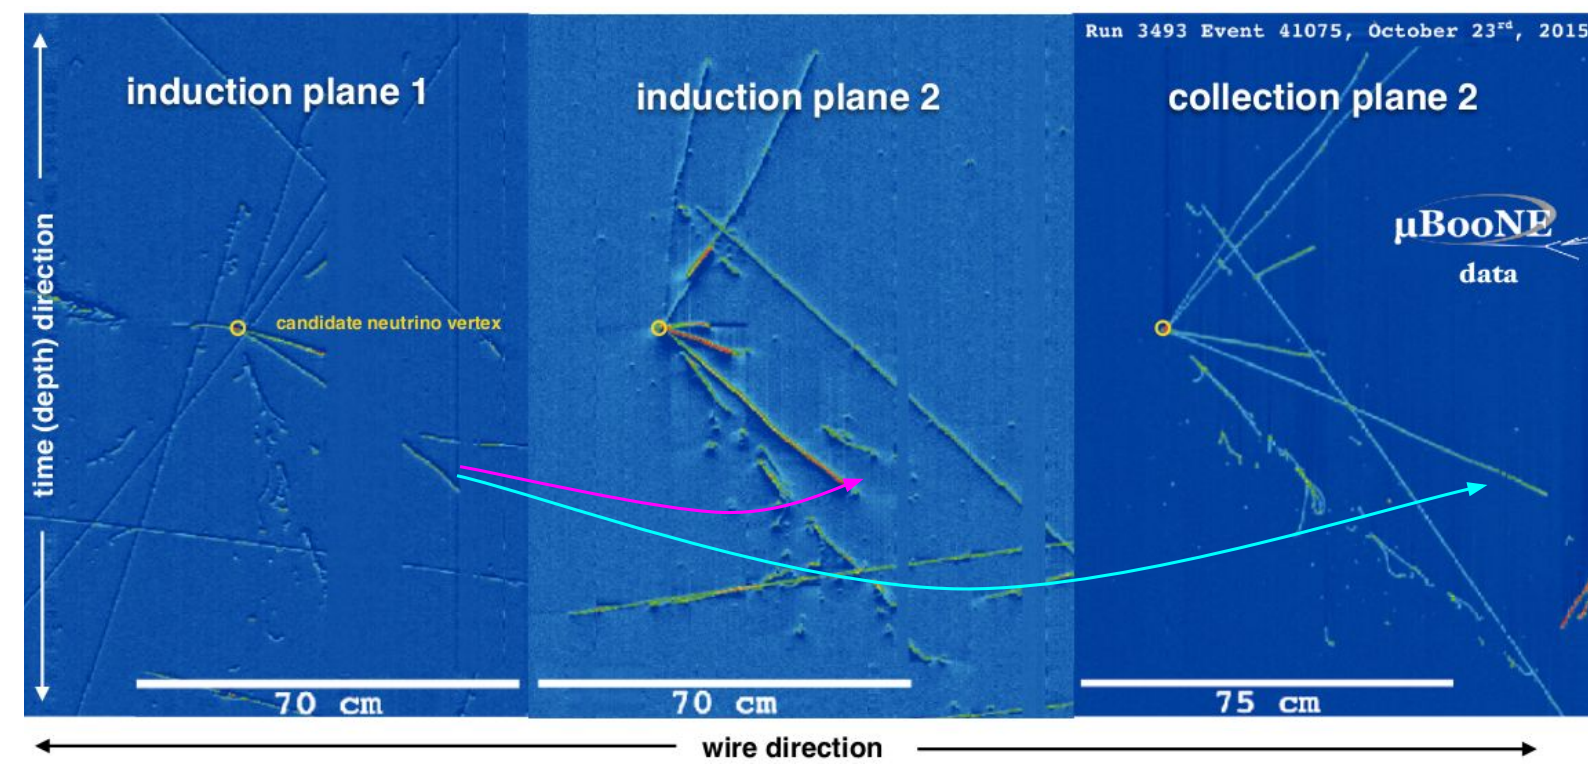 Run 3493 Event 41075, October 23rd, 2015
induction plane 1
induction plane 2
collection plane 2
µBooNE
data
candidate neutrino vertex
time (depth) direction
70 cm
70 cm
75 cm
wire direction